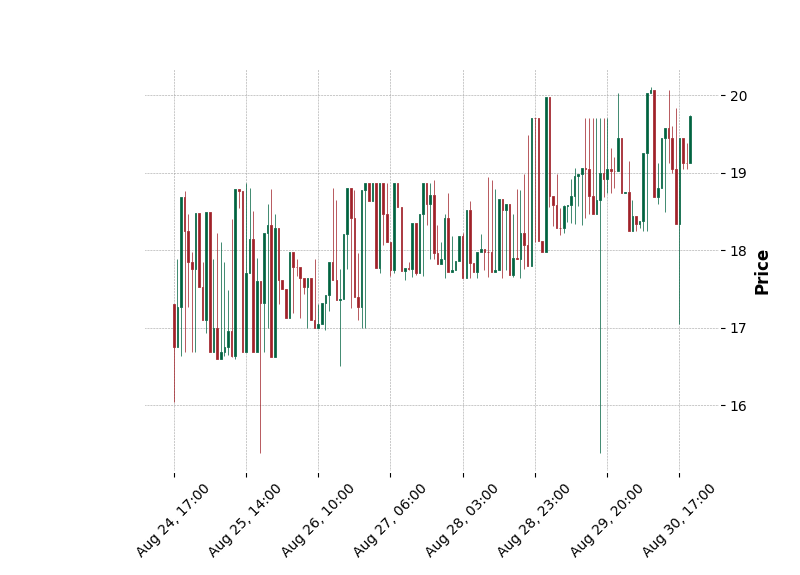 20
19
18
17
16
Price
Aug 24, 17:00
Aug 25, 14:00
Aug 26, 10:00
Aug 27, 06:00
Aug 28, 03:00
Aug 28, 23:00
Aug 29, 20:00
Aug 30, 17:00